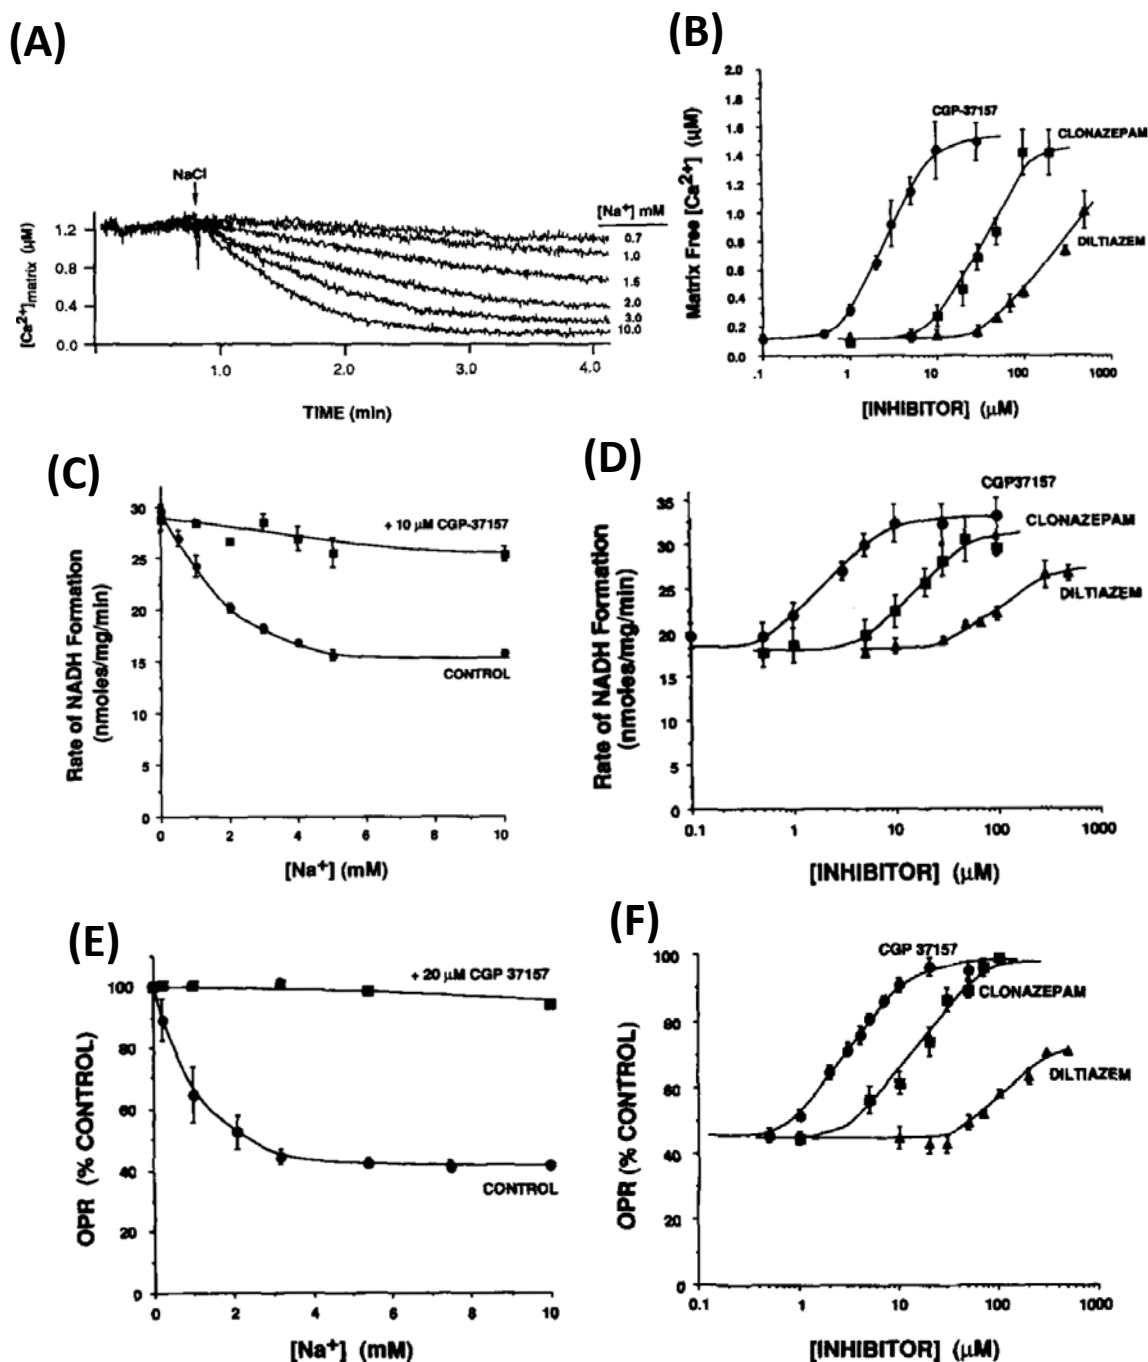 (A)
NaCl
[Na+] mM
0.7
1.0
1.5
2.0
3.0
10.0
1.2
0.8
0.4
0.0
[Ca2+]matrix (μM)
1.0 2.0 3.0 4.0
TIME (min)
(B)
CGP-37157
CLONAZEPAM
DILTIAZEM
2.0
1.8
1.6
1.4
1.2
1.0
0.8
0.6
0.4
0.2
0.0
Matrix Free [Ca2+] (μM)
.1 1 10 100 1000
[INHIBITOR] (μM)
(C)
+ 10 μM CGP-37157
CONTROL
30
25
20
15
10
5
0
Rate of NADH Formation
(nmoles/mg/min)
0 2 4 6 8 10
[Na+] (mM)
(D)
CGP37157
CLONAZEPAM
DILTIAZEM
35
30
25
20
15
10
5
0
Rate of NADH Formation
(nmoles/mg/min)
0.1 1 10 100 1000
[INHIBITOR] (μM)
(E)
+ 20 μM CGP 37157
CONTROL
100
80
60
40
20
0
OPR (% CONTROL)
0 2 4 6 8 10
[Na+] (mM)
(F)
CGP 37157
CLONAZEPAM
DILTIAZEM
100
80
60
40
20
0
OPR (% CONTROL)
0.1 1 10 100 1000
[INHIBITOR] (μM)